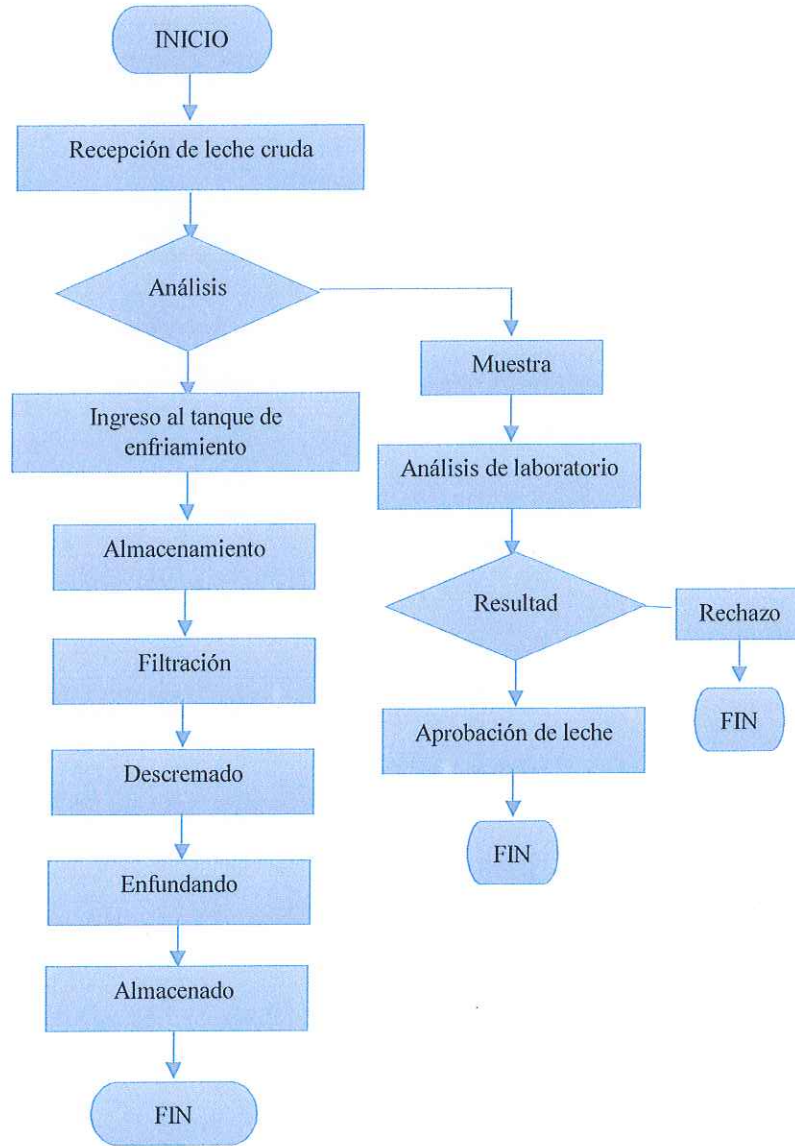 INICIO
Recepción de leche cruda
Análisis
Ingreso al tanque de
enfriamiento
Almacenamiento
Filtración
Descremado
Enfundando
Almacenado
FIN
Muestra
Análisis de laboratorio
Resultad
Rechazo
FIN
Aprobación de leche
FIN